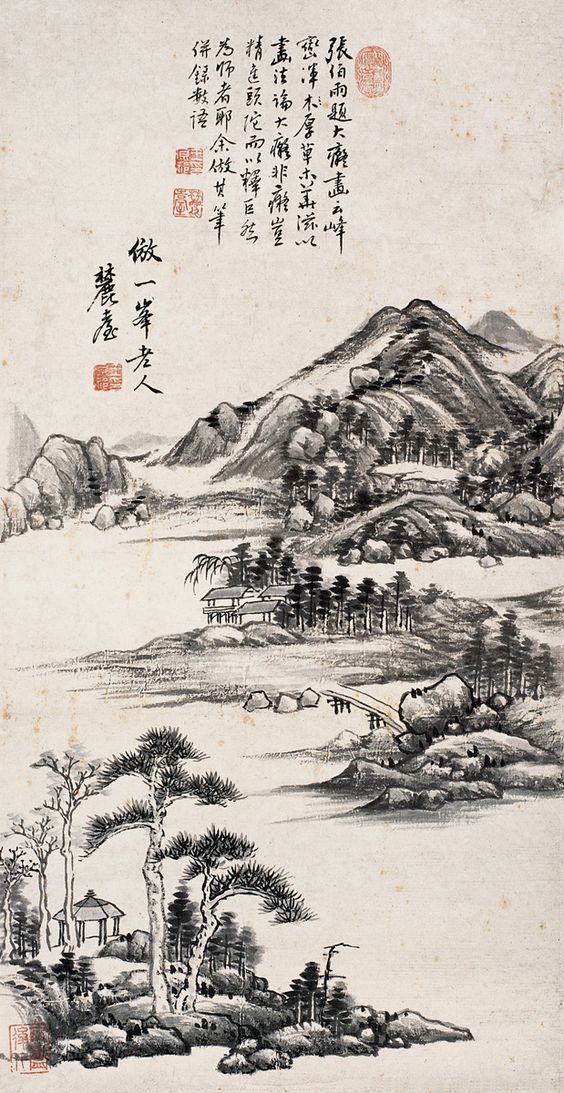 張伯雨題大癡畫云峰
巒渾木厚草木華滋以
畫法論大癡非癡豈
精進頭陀而以釋巨然
為師者耶余倣其筆
併錄數語
倣一峯老人
麓臺